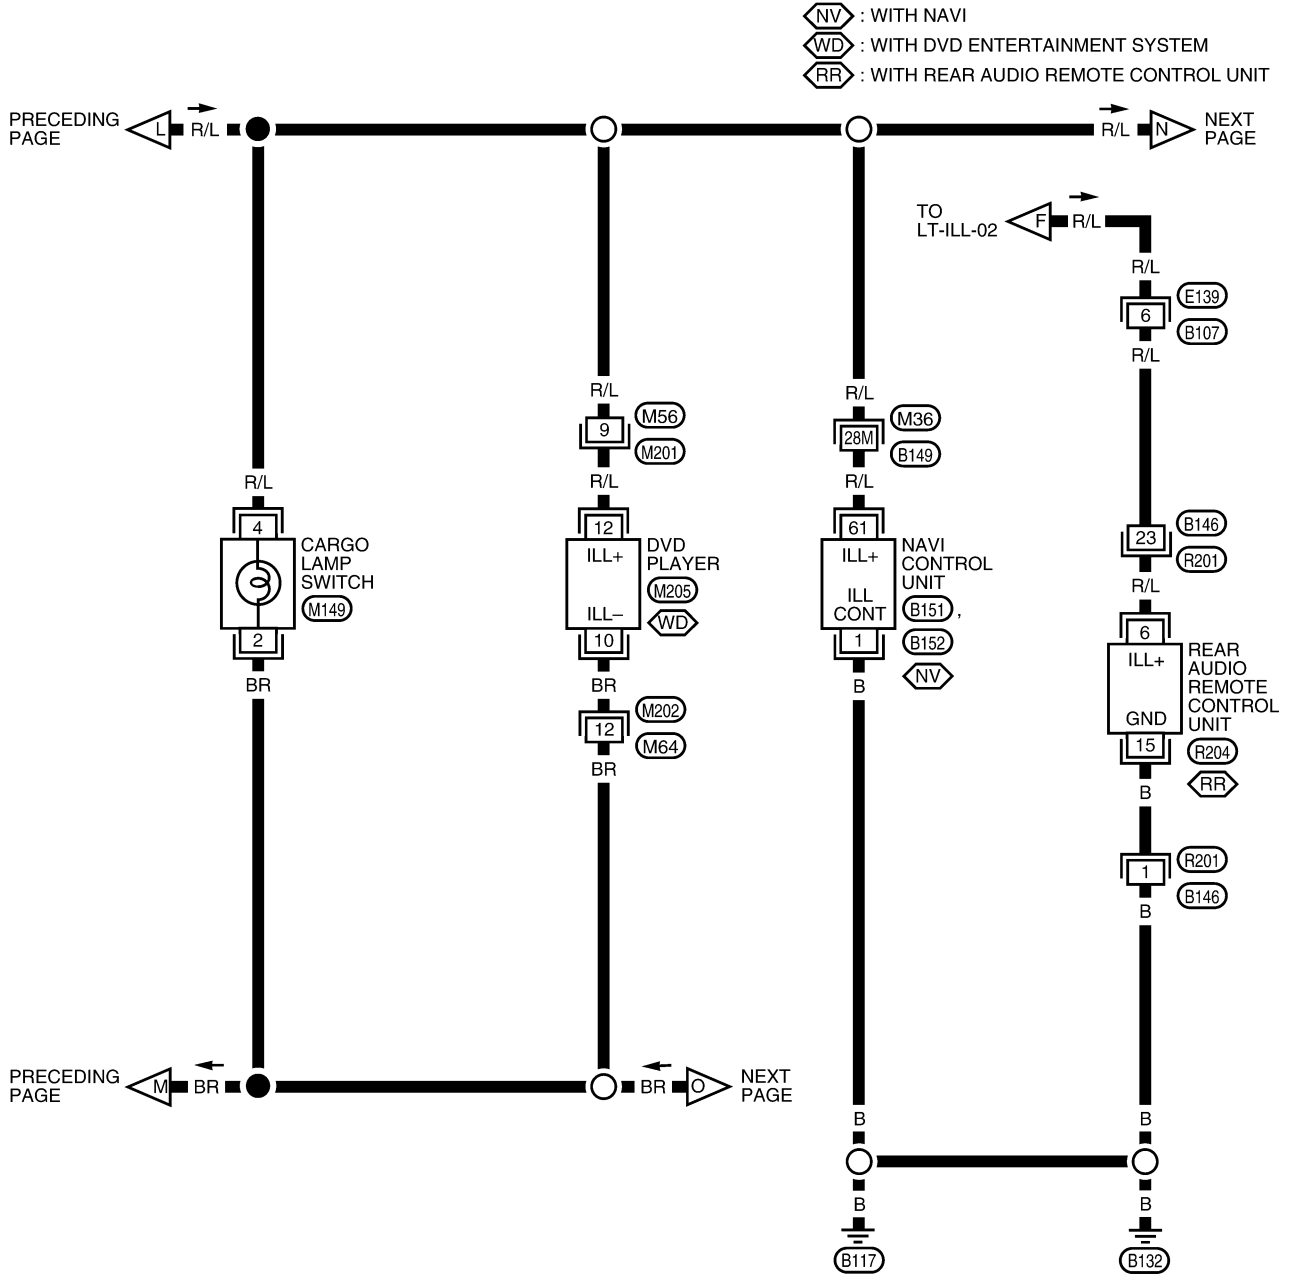 NV : WITH NAVI
WD : WITH DVD ENTERTAINMENT SYSTEM
RR : WITH REAR AUDIO REMOTE CONTROL UNIT
PRECEDING
PAGE
L
R/L
R/L
N
NEXT
PAGE
TO
LT-ILL-02
F
R/L
R/L
6
E139
B107
R/L
R/L
9
M56
M201
R/L
R/L
28M
M36
B149
R/L
R/L
4
CARGO
LAMP
SWITCH
M149
2
BR
12
ILL+
ILL–
10
DVD
PLAYER
M205
WD
BR
12
M202
M64
BR
61
ILL+
ILL
CONT
1
NAVI
CONTROL
UNIT
B151 ,
B152
NV
B
23
B146
R201
R/L
6
ILL+
GND
15
REAR
AUDIO
REMOTE
CONTROL
UNIT
R204
RR
B
1
R201
B146
B
PRECEDING
PAGE
M
BR
BR
O
NEXT
PAGE
B
B
B
B
B117
B132